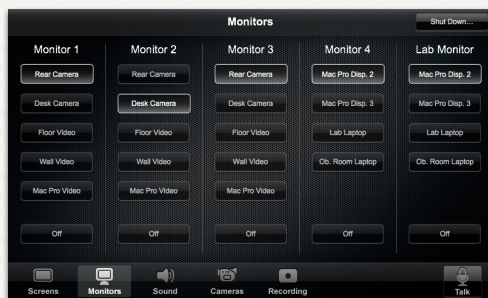 Monitors
Shut Down...
Monitor 1
Rear Camera
Desk Camera
Floor Video
Wall Video
Mac Pro Video
Off
Monitor 2
Rear Camera
Desk Camera
Floor Video
Wall Video
Mac Pro Video
Off
Monitor 3
Rear Camera
Desk Camera
Floor Video
Wall Video
Mac Pro Video
Off
Monitor 4
Mac Pro Disp. 2
Mac Pro Disp. 3
Lab Laptop
Ob. Room Laptop
Off
Lab Monitor
Mac Pro Disp. 2
Mac Pro Disp. 3
Lab Laptop
Ob. Room Laptop
Off
Screens
Monitors
Sound
Cameras
Recording
Talk